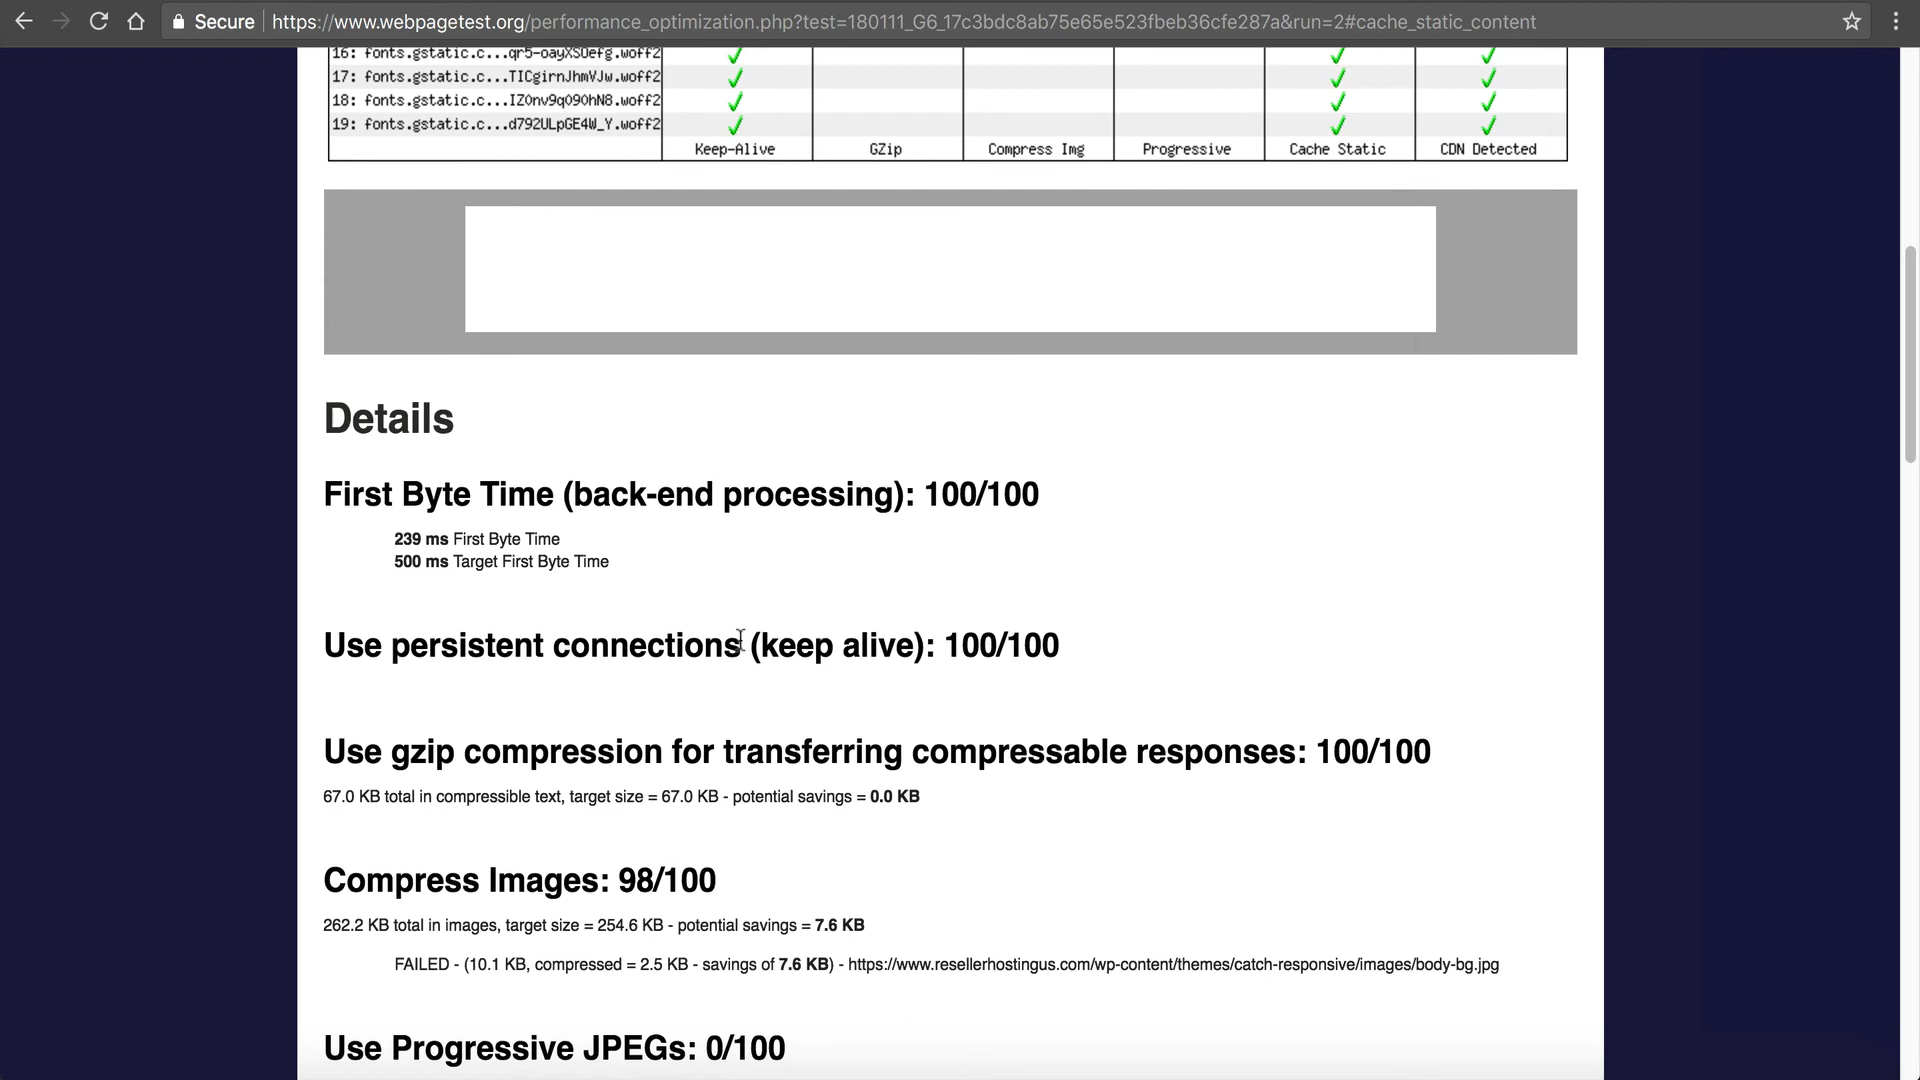 Secure https://www.webpagetest.org/performance_optimization.php?test=180111_G6_17c3bdc8ab75e65e523fbeb36cfe287a&run=2#cache_static_content
16: fonts.gstatic.c...qr5-oayXSOefg.woff2
17: fonts.gstatic.c...TICgirnJhmVJw.woff2
18: fonts.gstatic.c...IZ0nv9q090hN8.woff2
19: fonts.gstatic.c...d792ULpGE4W_Y.woff2
Keep-Alive GZip Compress Img Progressive Cache Static CDN Detected
Details
First Byte Time (back-end processing): 100/100
239 ms First Byte Time
500 ms Target First Byte Time
Use persistent connections (keep alive): 100/100
Use gzip compression for transferring compressable responses: 100/100
67.0 KB total in compressible text, target size = 67.0 KB - potential savings = 0.0 KB
Compress Images: 98/100
262.2 KB total in images, target size = 254.6 KB - potential savings = 7.6 KB
FAILED - (10.1 KB, compressed = 2.5 KB - savings of 7.6 KB) - https://www.resellerhostingus.com/wp-content/themes/catch-responsive/images/body-bg.jpg
Use Progressive JPEGs: 0/100